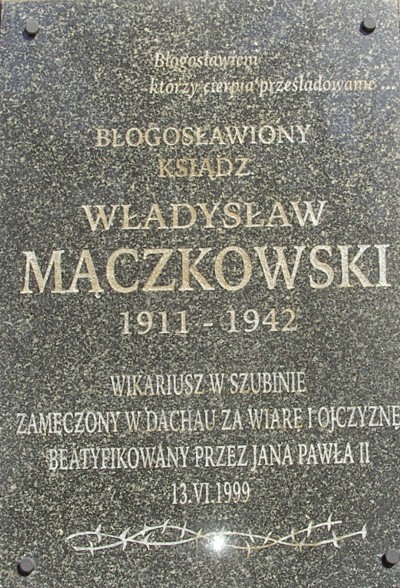 Błogosławieni
którzy cierpią prześladowanie ...
BŁOGOSŁAWIONY
KSIĄDZ
WŁADYSŁAW
MĄCZKOWSKI
1911 - 1942
WIKARIUSZ W SZUBINIE
ZAMĘCZONY W DACHAU ZA WIARĘ I OJCZYZNĘ
BEATYFIKOWANY PRZEZ JANA PAWŁA II
13.VI.1999